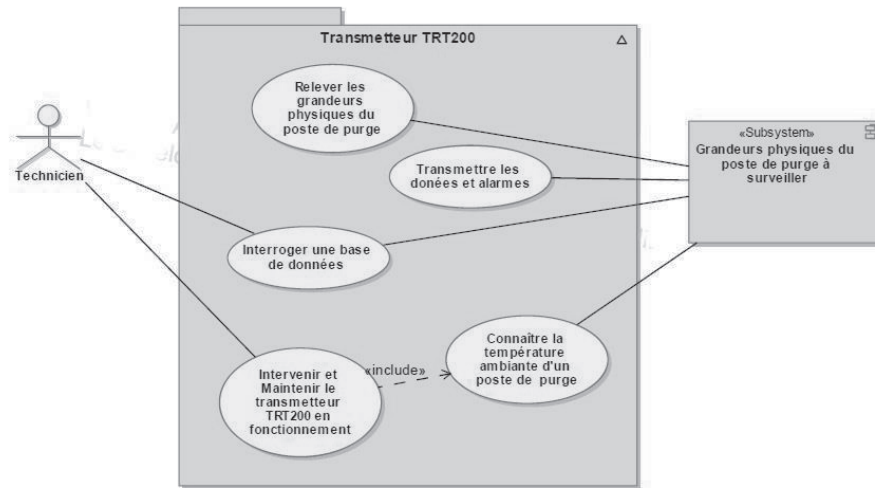 Transmetteur TRT200
Relever les
grandeurs
physiques du
poste de purge
«Subsystem»
Grandeurs physiques du
poste de purge à
surveiller
Technicien
Transmettre les
donées et alarmes
Interroger une base
de données
Connaître la
température
ambiante d'un
poste de purge
«include»
Intervenir et
Maintenir le
transmetteur
TRT200 en
fonctionnement